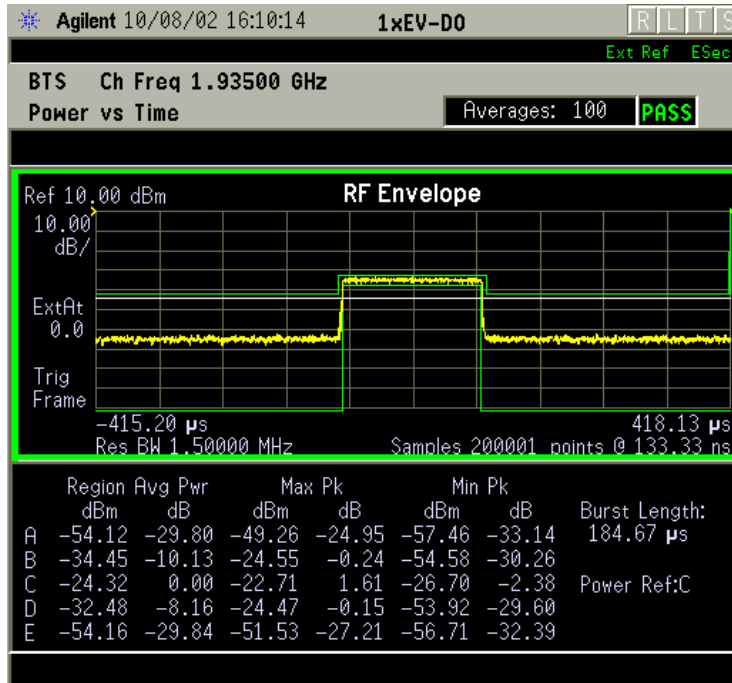 Agilent 10/08/02 16:10:14 1xEV-DO R L T S
Ext Ref ESec
BTS Ch Freq 1.93500 GHz
Power vs Time Averages: 100 PASS
Ref 10.00 dBm RF Envelope
10.00
dB/
ExtAt
0.0
Trig
Frame
-415.20 µs 418.13 µs
Res BW 1.50000 MHz Samples 200001 points @ 133.33 ns
Region Avg Pwr Max Pk Min Pk
dBm dB dBm dB dBm dB Burst Length:
A -54.12 -29.80 -49.26 -24.95 -57.46 -33.14 184.67 µs
B -34.45 -10.13 -24.55 -0.24 -54.58 -30.26
C -24.32 0.00 -22.71 1.61 -26.70 -2.38 Power Ref:C
D -32.48 -8.16 -24.47 -0.15 -53.92 -29.60
E -54.16 -29.84 -51.53 -27.21 -56.71 -32.39